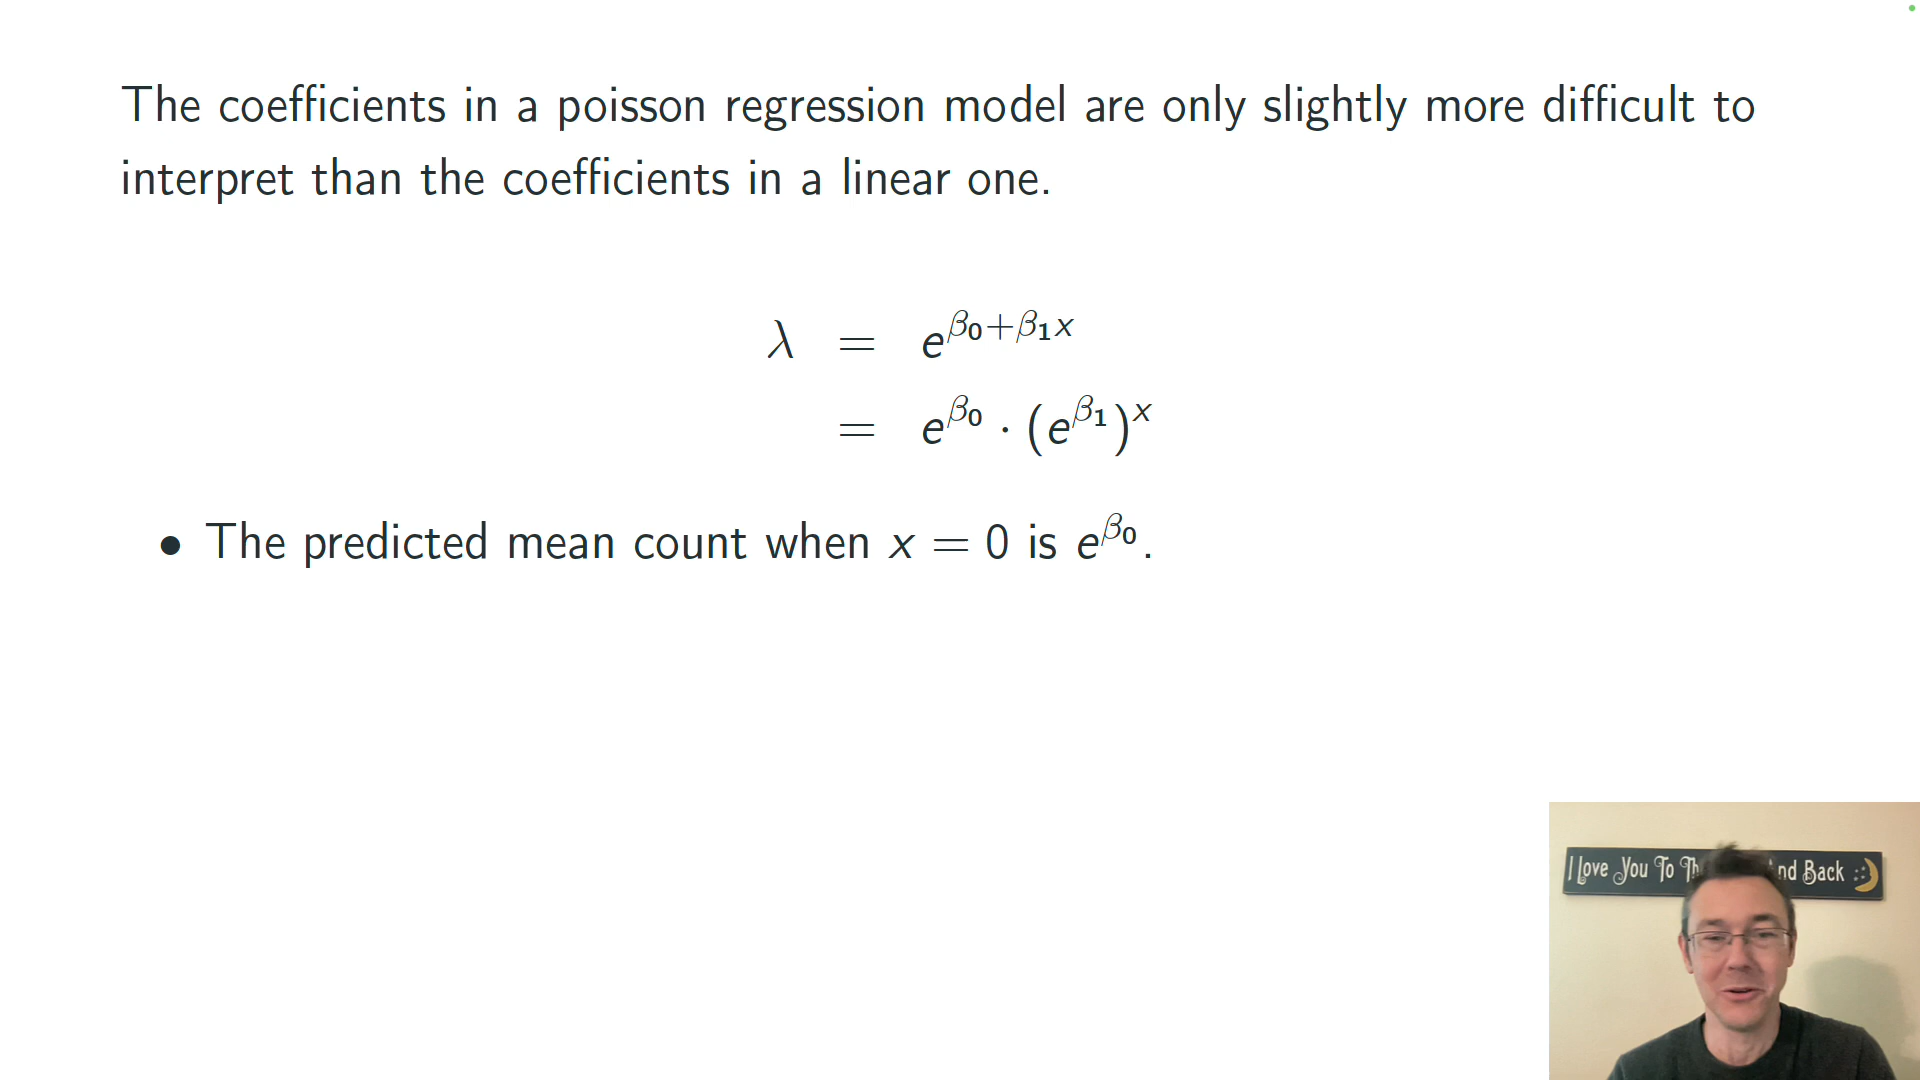 The coefficients in a poisson regression model are only slightly more difficult to
interpret than the coefficients in a linear one.
λ = e^{β₀+β₁x}
= e^{β₀} · (e^{β₁})^x
• The predicted mean count when x = 0 is e^{β₀}.
I Love You To Th nd Back